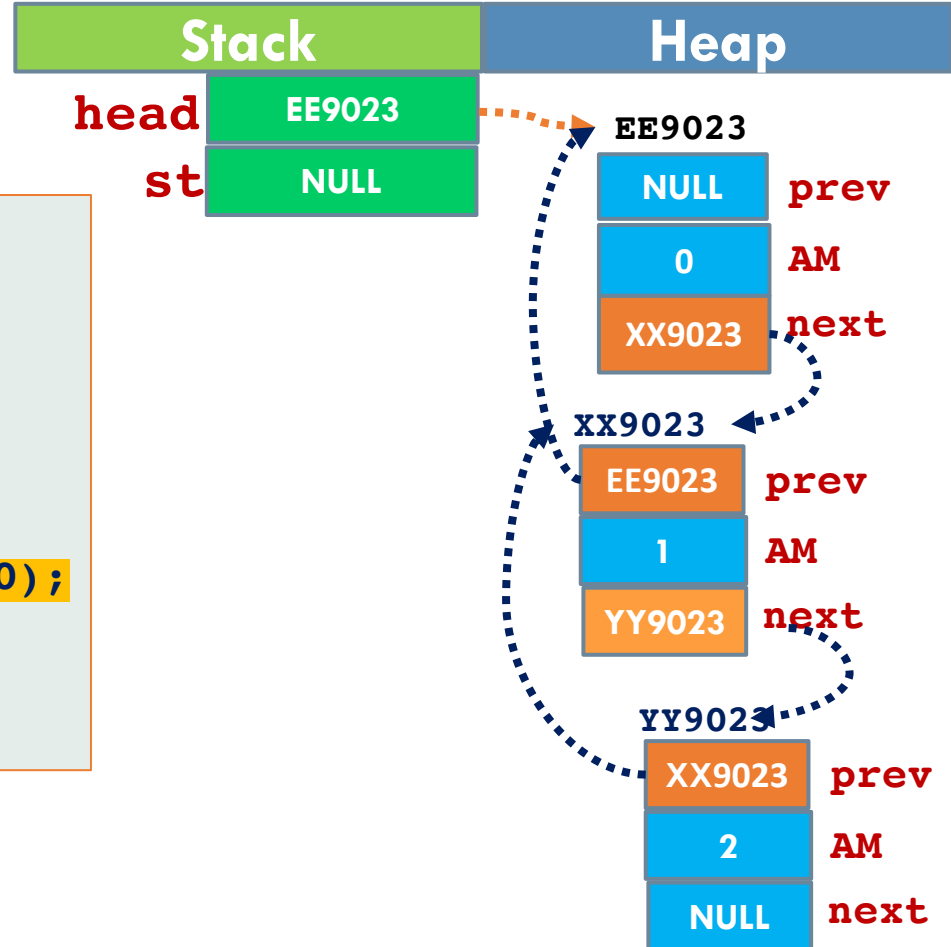 Stack Heap
head EE9023
EE9023
st NULL
NULL prev
0 AM
XX9023 next
XX9023
EE9023 prev
1 AM
0);
YY9023 next
YY9023
XX9023 prev
2 AM
NULL next